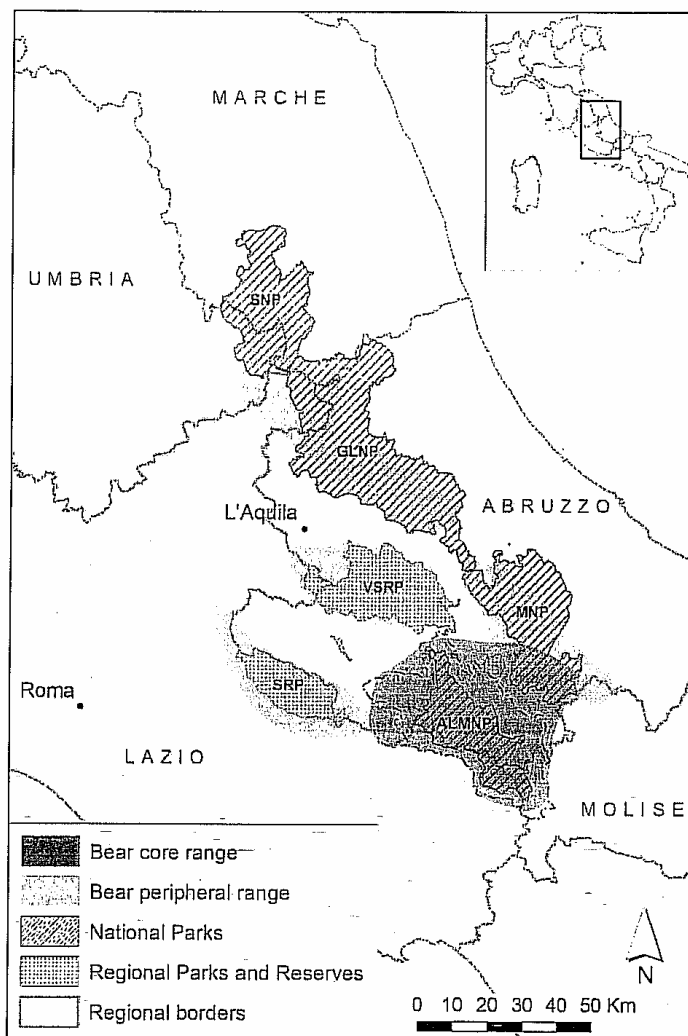 MARCHE
UMBRIA
SNP
GLNP
L'Aquila
ABRUZZO
VSRP
MNP
SRP
Roma
ALMNP
LAZIO
MOLISE
Bear core range
Bear peripheral range
National Parks
Regional Parks and Reserves
Regional borders
N
0 10 20 30 40 50 Km